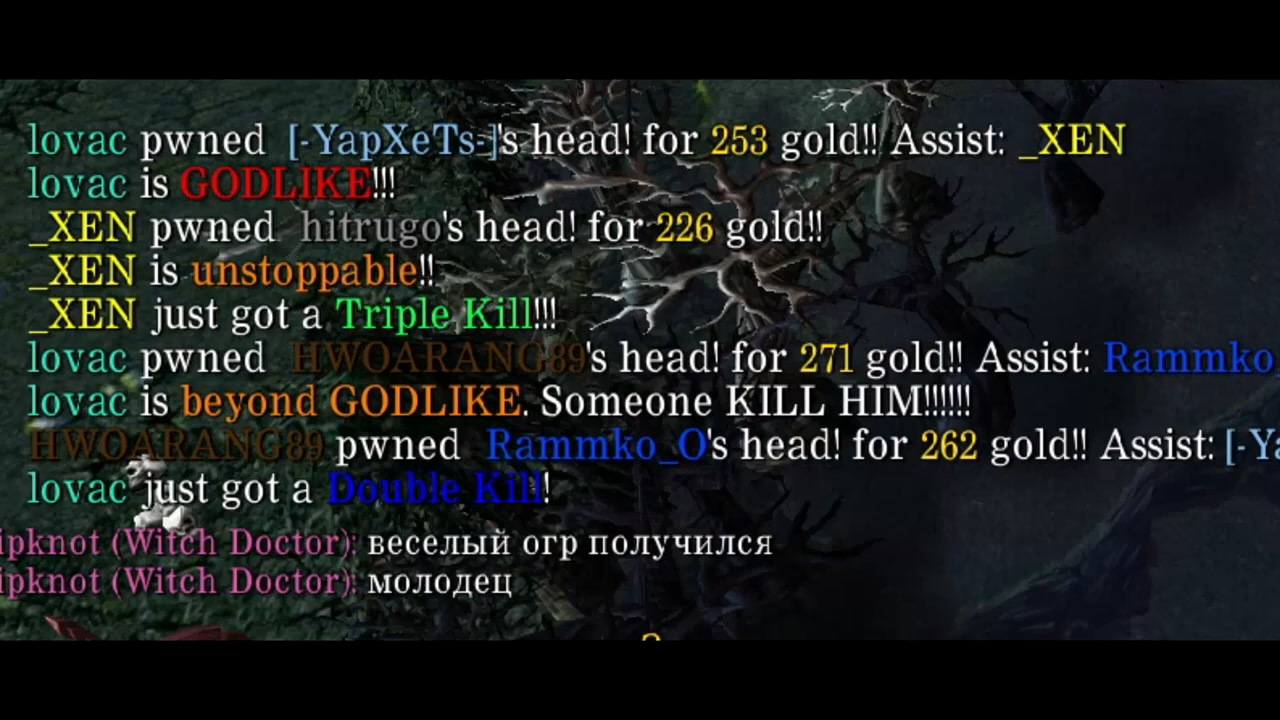 lovac pwned [-YapXeTs-]'s head! for 253 gold!! Assist: _XEN
lovac is GODLIKE!!!
_XEN pwned hitrugo's head! for 226 gold!!
_XEN is unstoppable!!
_XEN just got a Triple Kill!!!
lovac pwned HWOARANG89's head! for 271 gold!! Assist: Rammko_
lovac is beyond GODLIKE. Someone KILL HIM!!!!!!
HWOARANG89 pwned Rammko_O's head! for 262 gold!! Assist: [-Ya
lovac just got a Double Kill!
ipknot (Witch Doctor): веселый огр получился
ipknot (Witch Doctor): молодец